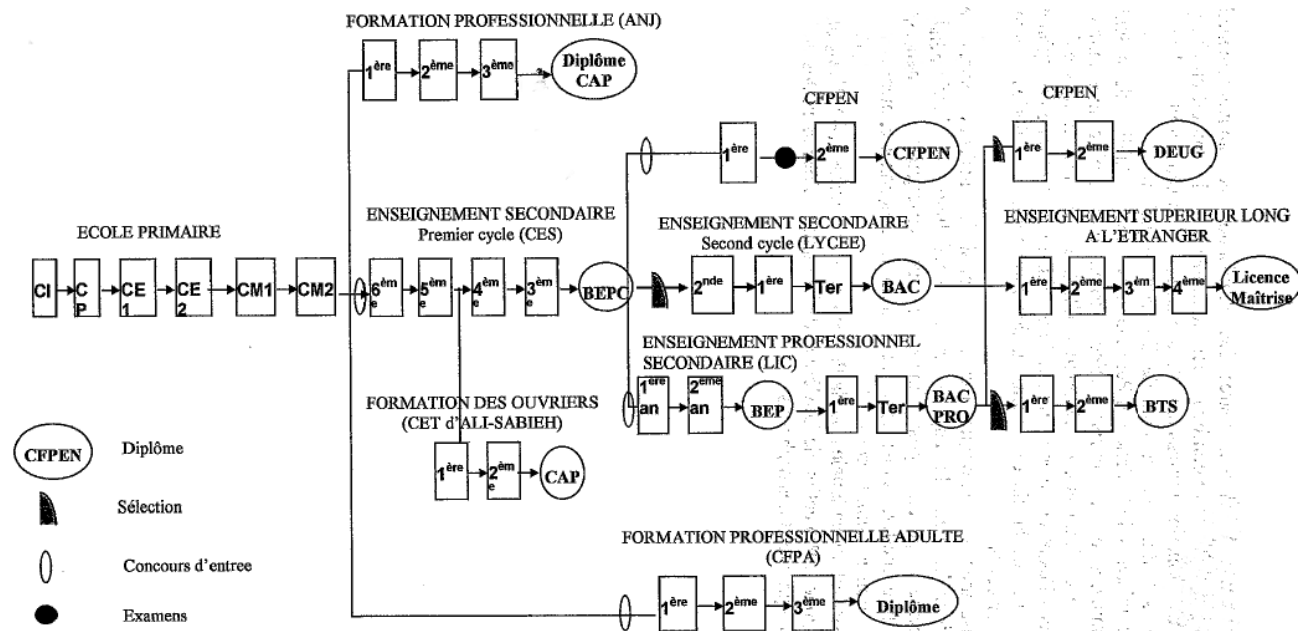 FORMATION PROFESSIONNELLE (ANJ)
1ère 2ème 3ème Diplôme
CAP
CFPEN
1ère 2ème CFPEN
CFPEN
1ère 2ème DEUG
ECOLE PRIMAIRE
CI CP CE1 CE2 CM1 CM2
ENSEIGNEMENT SECONDAIRE
Premier cycle (CES)
6ème 5ème 4ème 3ème BEPC
ENSEIGNEMENT SECONDAIRE
Second cycle (LYCEE)
2nde 1ère Ter BAC
ENSEIGNEMENT SUPERIEUR LONG
A L'ETRANGER
1ère 2ème 3èm 4ème Licence
Maîtrise
ENSEIGNEMENT PROFESSIONNEL
SECONDAIRE (LIC)
1ere an 2eme an BEP 1ère Ter BAC
PRO
1ère 2ème BTS
FORMATION DES OUVRIERS
(CET d'ALI-SABIEH)
1ère 2ème CAP
FORMATION PROFESSIONNELLE ADULTE
(CFPA)
1ère 2ème 3ème Diplôme
CFPEN Diplôme
Sélection
Concours d'entree
Examens